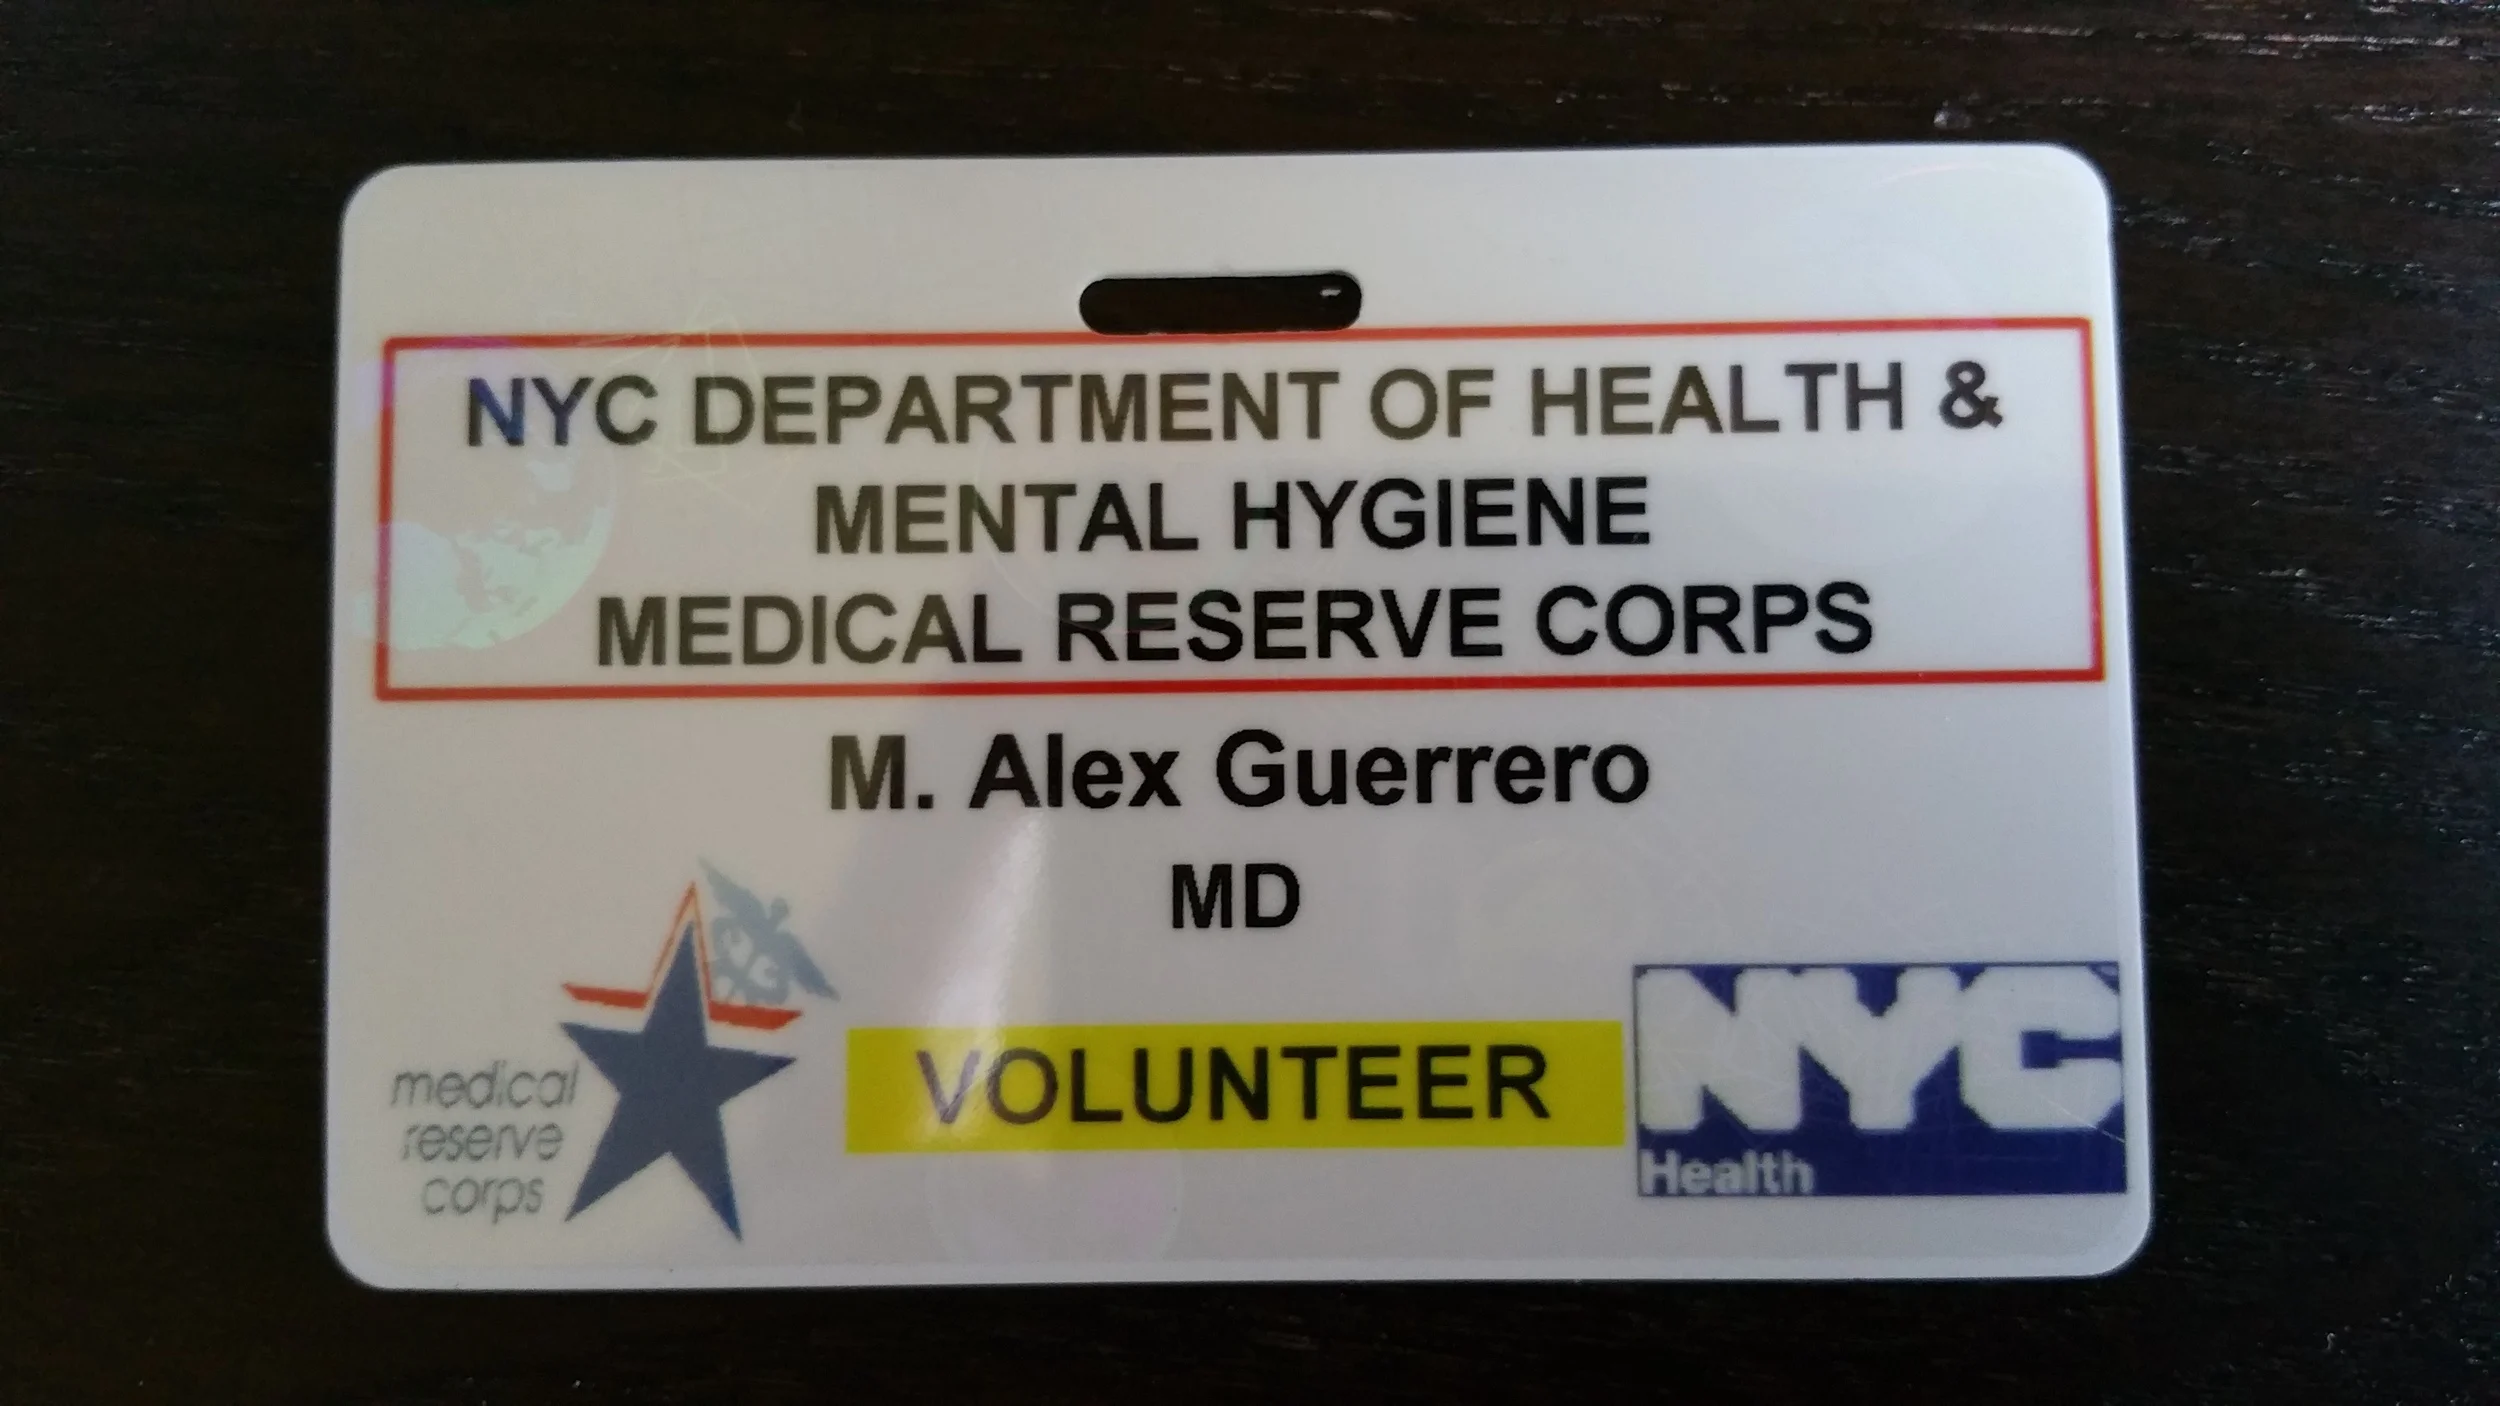 NYC DEPARTMENT OF HEALTH &
MENTAL HYGIENE
MEDICAL RESERVE CORPS
M. Alex Guerrero
MD
medical
reserve
corps
VOLUNTEER
NYC
Health